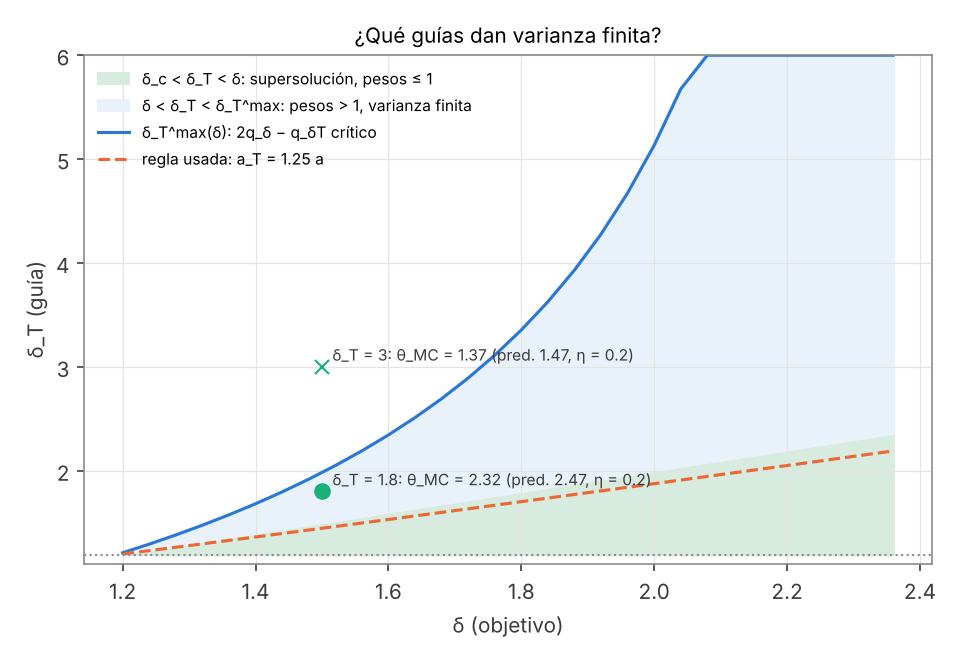 ¿Qué guías dan varianza finita?
δ_c < δ_T < δ: supersolución, pesos ≤ 1
δ < δ_T < δ_T^max: pesos > 1, varianza finita
δ_T^max(δ): 2q_δ − q_δT crítico
regla usada: a_T = 1.25 a
6
5
4
3
2
δ_T (guía)
δ_T = 3: θ_MC = 1.37 (pred. 1.47, η = 0.2)
δ_T = 1.8: θ_MC = 2.32 (pred. 2.47, η = 0.2)
1.2 1.4 1.6 1.8 2.0 2.2 2.4
δ (objetivo)